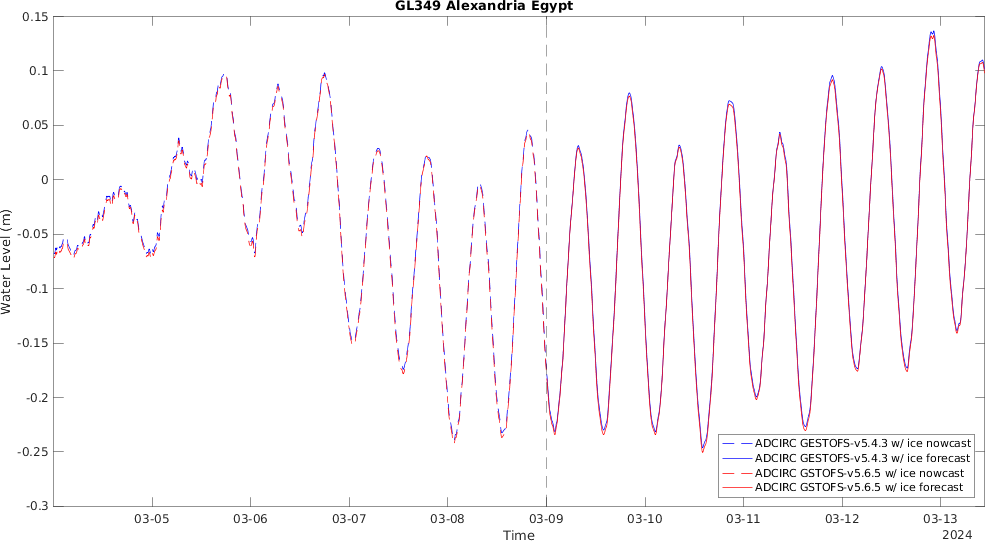 GL349 Alexandria Egypt
0.15
0.1
0.05
0
-0.05
-0.1
-0.15
-0.2
-0.25
-0.3
Water Level (m)
ADCIRC GESTOFS-v5.4.3 w/ ice nowcast
ADCIRC GESTOFS-v5.4.3 w/ ice forecast
ADCIRC GSTOFS-v5.6.5 w/ ice nowcast
ADCIRC GSTOFS-v5.6.5 w/ ice forecast
03-05 03-06 03-07 03-08 03-09 03-10 03-11 03-12 03-13
Time
2024